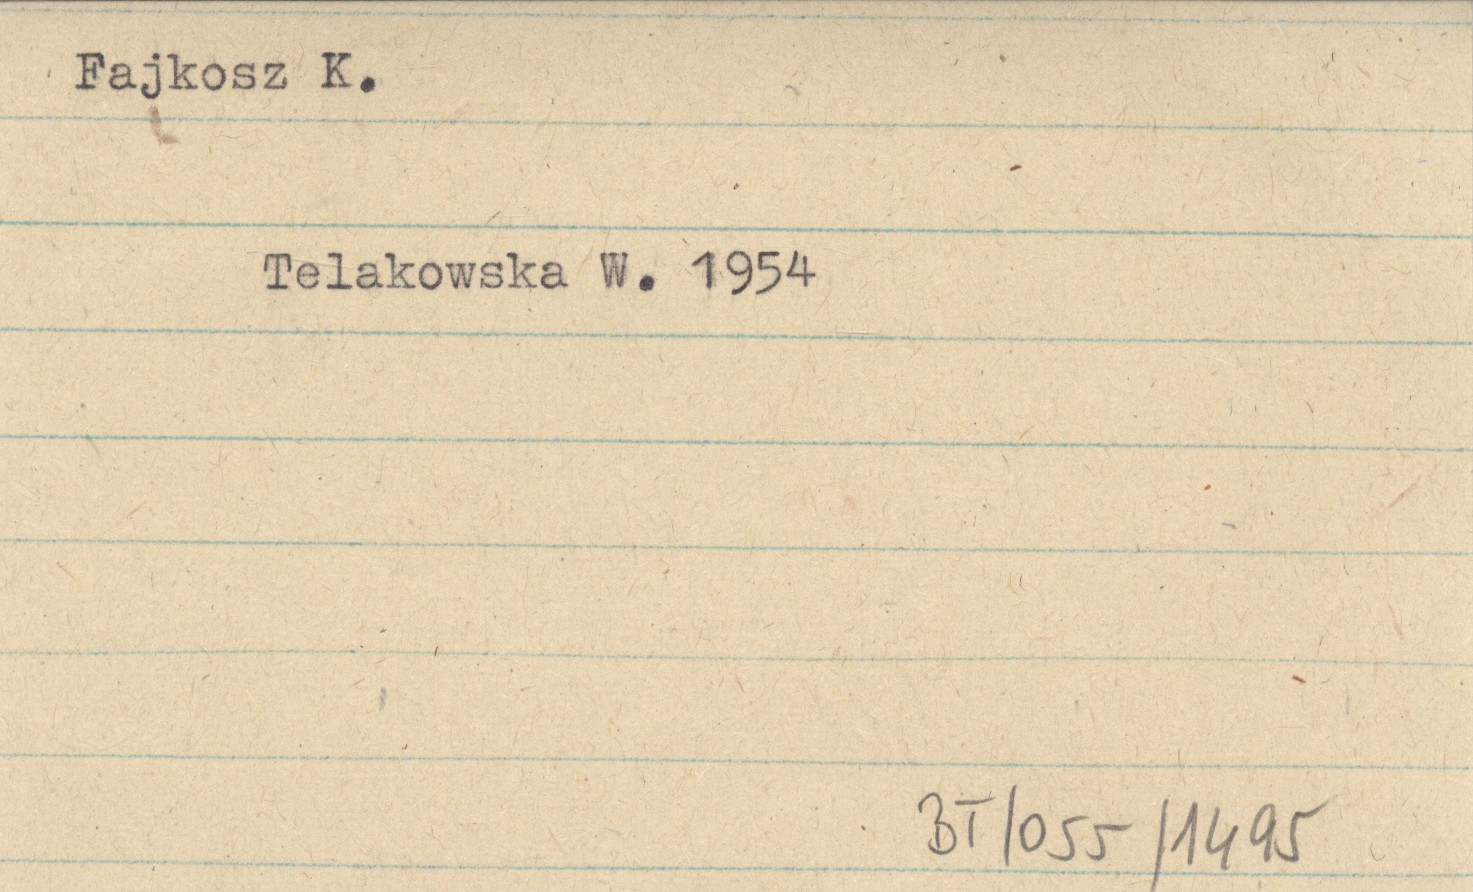 Fajkosz K.
Telakowska W. 1954
BT/055/1495